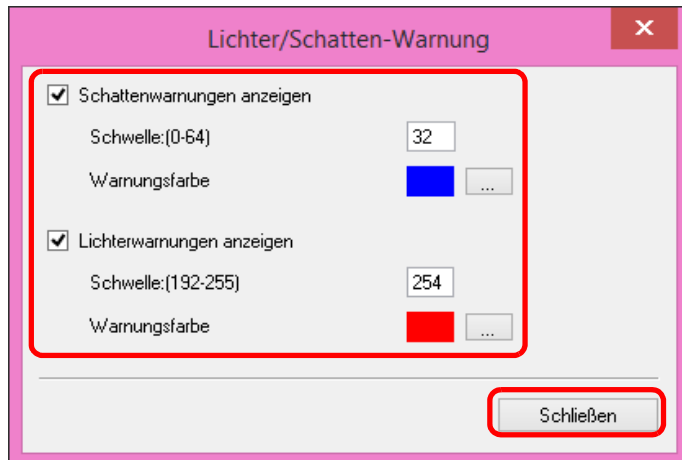 Lichter/Schatten-Warnung
Schattenwarnungen anzeigen
Schwelle:(0-64) 32
Warnungsfarbe ...
Lichterwarnungen anzeigen
Schwelle:(192-255) 254
Warnungsfarbe ...
Schließen